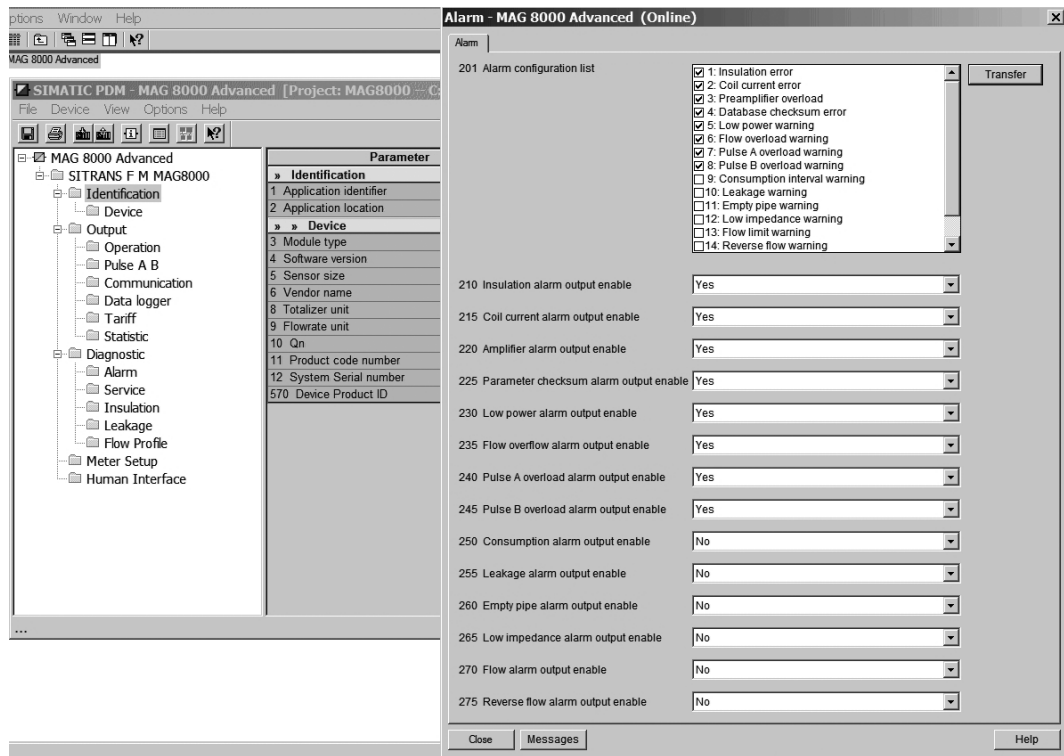 ptions Window Help
MAG 8000 Advanced
SIMATIC PDM - MAG 8000 Advanced [Project: MAG8000 -- C:
File Device View Options Help
MAG 8000 Advanced
SITRANS F M MAG8000
Identification
Device
Output
Operation
Pulse A B
Communication
Data logger
Tariff
Statistic
Diagnostic
Alarm
Service
Insulation
Leakage
Flow Profile
Meter Setup
Human Interface
...
Parameter
» Identification
1 Application identifier
2 Application location
» » Device
3 Module type
4 Software version
5 Sensor size
6 Vendor name
8 Totalizer unit
9 Flowrate unit
10 Qn
11 Product code number
12 System Serial number
570 Device Product ID
Alarm - MAG 8000 Advanced (Online)
Alarm
201 Alarm configuration list
1: Insulation error
2: Coil current error
3: Preamplifier overload
4: Database checksum error
5: Low power warning
6: Flow overload warning
7: Pulse A overload warning
8: Pulse B overload warning
9: Consumption interval warning
10: Leakage warning
11: Empty pipe warning
12: Low impedance warning
13: Flow limit warning
14: Reverse flow warning
Transfer
210 Insulation alarm output enable Yes
215 Coil current alarm output enable Yes
220 Amplifier alarm output enable Yes
225 Parameter checksum alarm output enable Yes
230 Low power alarm output enable Yes
235 Flow overflow alarm output enable Yes
240 Pulse A overload alarm output enable Yes
245 Pulse B overload alarm output enable Yes
250 Consumption alarm output enable No
255 Leakage alarm output enable No
260 Empty pipe alarm output enable No
265 Low impedance alarm output enable No
270 Flow alarm output enable No
275 Reverse flow alarm output enable No
Close Messages Help